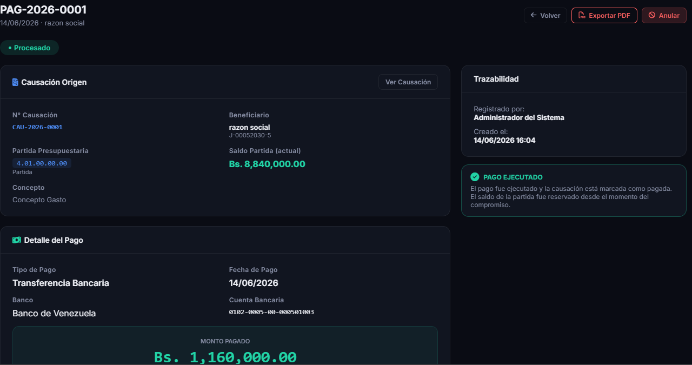 PAG-2026-0001
14/06/2026 · razon social
← Volver
Exportar PDF
Anular
• Procesado
Causación Origen
Ver Causación
N° Causación
CAU-2026-0001
Beneficiario
razon social
J-00052030-5
Partida Presupuestaria
4.01.00.00.00
Partida
Saldo Partida (actual)
Bs. 8,840,000.00
Concepto
Concepto Gasto
Trazabilidad
Registrado por:
Administrador del Sistema
Creado el:
14/06/2026 16:04
PAGO EJECUTADO
El pago fue ejecutado y la causación está marcada como pagada.
El saldo de la partida fue reservado desde el momento del
compromiso.
Detalle del Pago
Tipo de Pago
Transferencia Bancaria
Fecha de Pago
14/06/2026
Banco
Banco de Venezuela
Cuenta Bancaria
0102-0005-00-000501003
MONTO PAGADO
Bs. 1,160,000.00